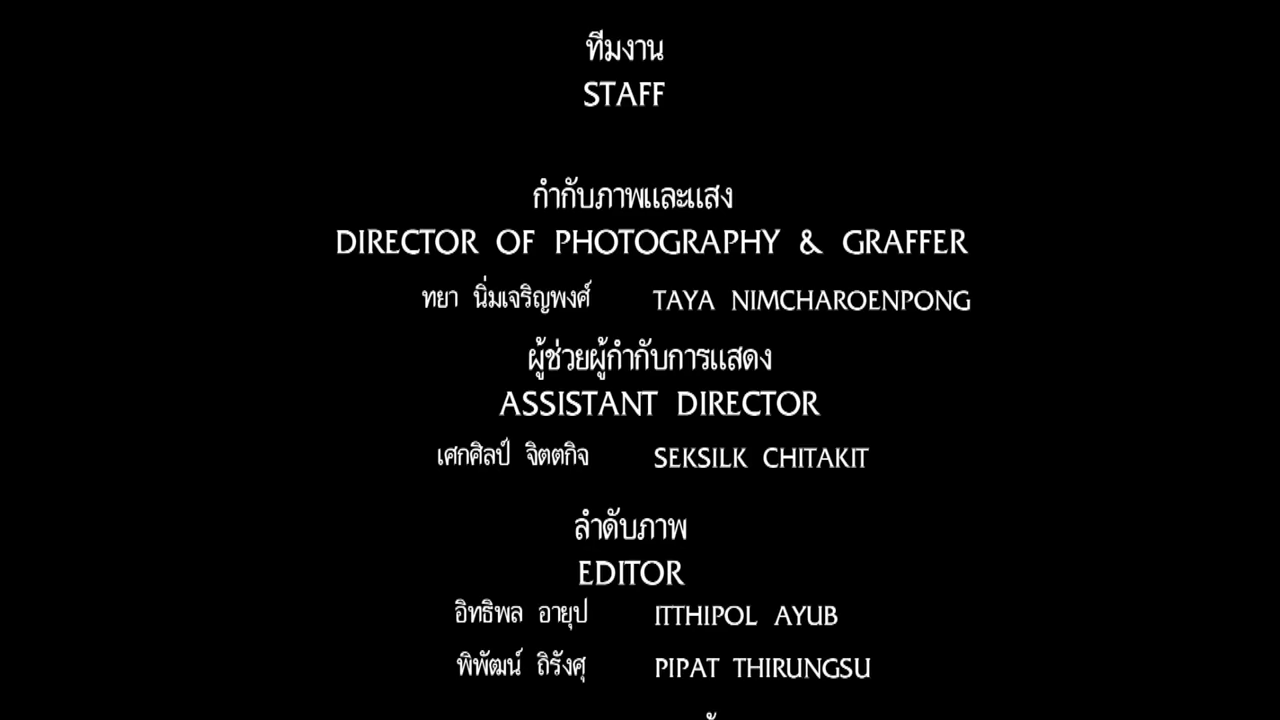 ทีมงาน
STAFF
กำกับภาพและแสง
DIRECTOR OF PHOTOGRAPHY & GRAFFER
ทยา นิ่มเจริญพงศ์ TAYA NIMCHAROENPONG
ผู้ช่วยผู้กำกับการแสดง
ASSISTANT DIRECTOR
เศกศิลป์ จิตตกิจ SEKSILK CHITAKIT
ลำดับภาพ
EDITOR
อิทธิพล อายุป ITTHIPOL AYUB
พิพัฒน์ ถิรังศุ PIPAT THIRUNGSU